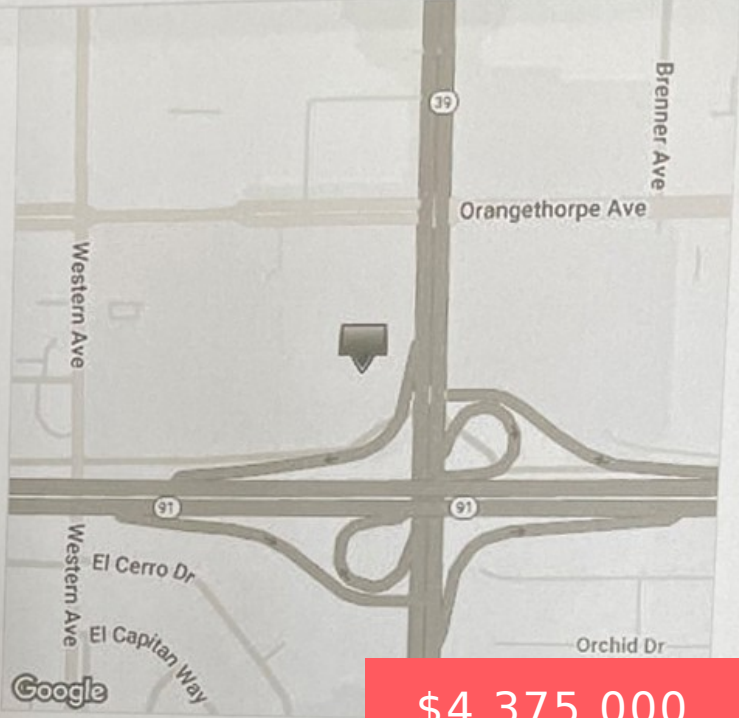 39
Brenner Ave
Orangethorpe Ave
Western Ave
91
91
Western Ave
El Cerro Dr
El Capitan Way
Orchid Dr
Google
$4,375,000